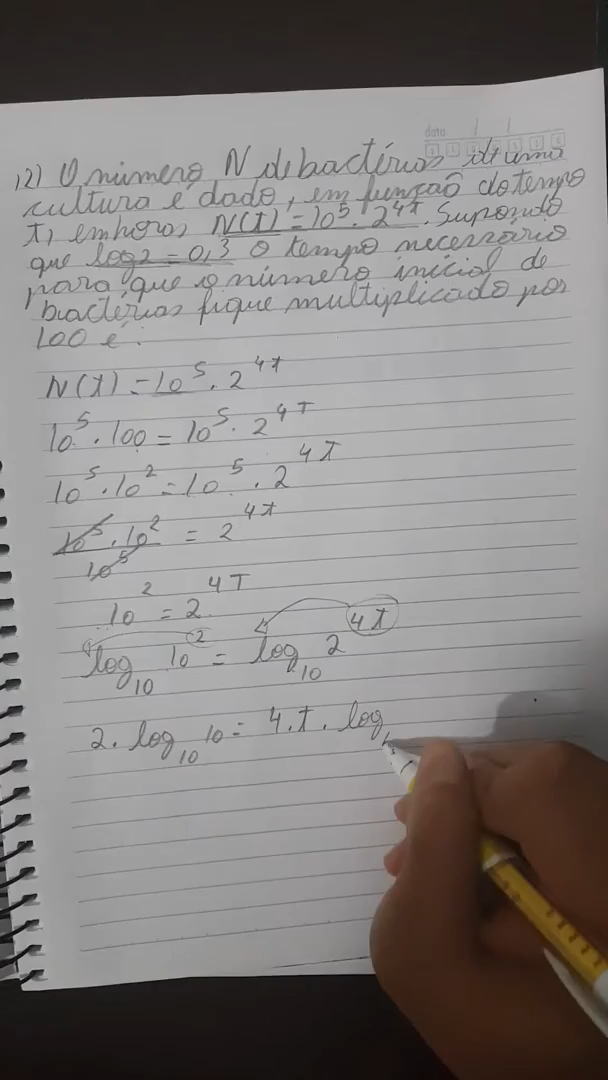 data
12) O número N de bactérias de uma
cultura é dado, em função do tempo
t, em horas N(t) = 10⁵ · 2⁴ᵗ. Supondo
que log 2 = 0,3 o tempo necessário
para que o número inicial de
bactérias fique multiplicado por
100 é:
N(t) = 10⁵ · 2⁴ᵗ
10⁵ · 100 = 10⁵ · 2⁴ᵀ
10⁵ · 10² = 10⁵ · 2⁴ᵗ
10⁵ · 10² / 10⁵ = 2⁴ᵗ
10² = 2⁴ᵀ
log₁₀ 10² = log₁₀ 2⁴ᵗ
2 · log₁₀ 10 = 4 · t · log